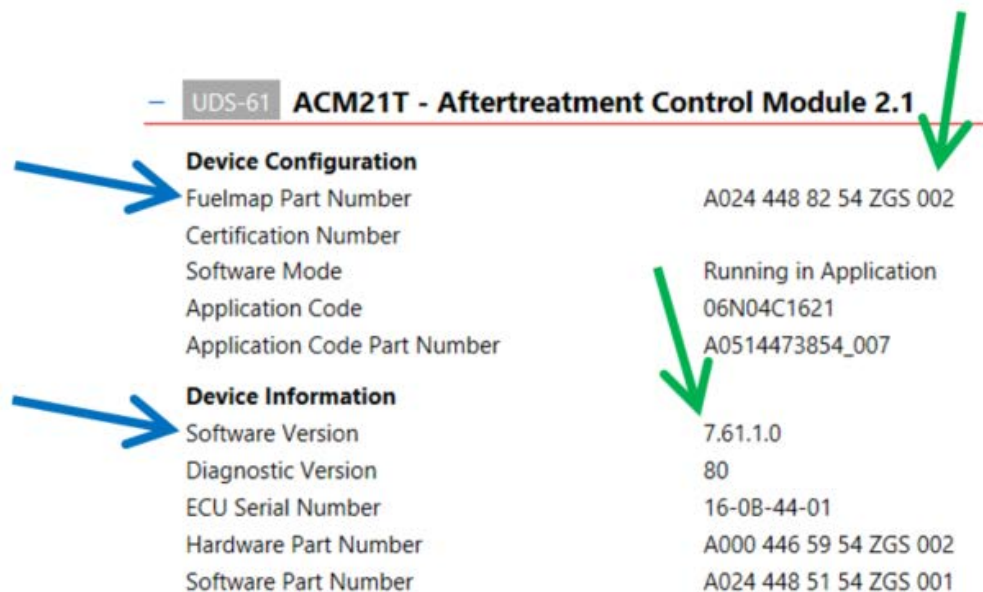 – UDS-61 ACM21T - Aftertreatment Control Module 2.1
Device Configuration
Fuelmap Part Number A024 448 82 54 ZGS 002
Certification Number
Software Mode Running in Application
Application Code 06N04C1621
Application Code Part Number A0514473854_007
Device Information
Software Version 7.61.1.0
Diagnostic Version 80
ECU Serial Number 16-0B-44-01
Hardware Part Number A000 446 59 54 ZGS 002
Software Part Number A024 448 51 54 ZGS 001